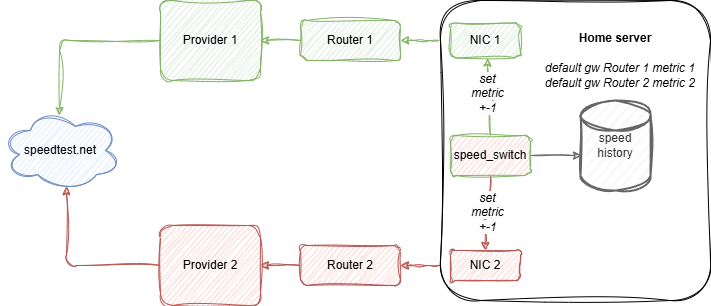 Provider 1
Router 1
NIC 1
Home server
default gw Router 1 metric 1
default gw Router 2 metric 2
set
metric
+-1
speedtest.net
speed_switch
speed
history
set
metric
+-1
Provider 2
Router 2
NIC 2